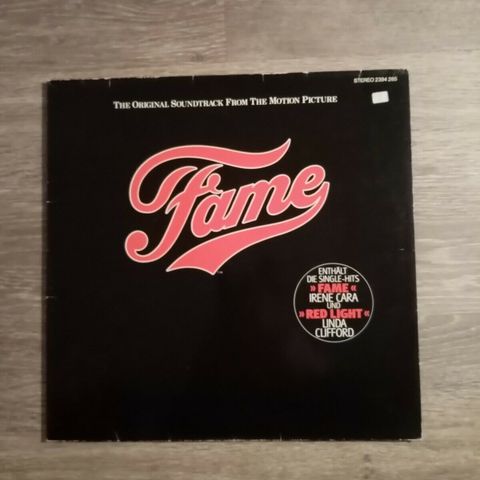 STEREO 2394 265
THE ORIGINAL SOUNDTRACK FROM THE MOTION PICTURE
Fame
TM
ENTHÄLT
DIE SINGLE-HITS
»FAME«
IRENE CARA
UND
»RED LIGHT«
LINDA
CLIFFORD